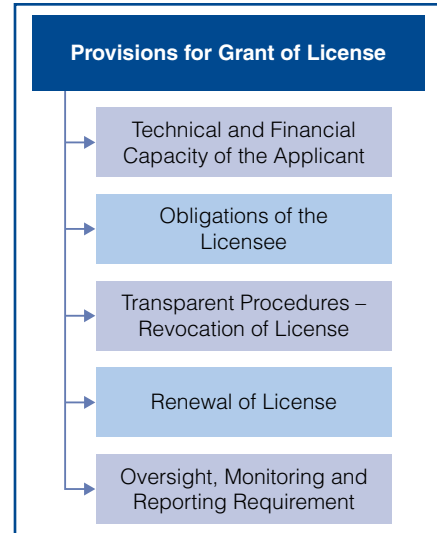 Provisions for Grant of License
Technical and Financial
Capacity of the Applicant
Obligations of the
Licensee
Transparent Procedures –
Revocation of License
Renewal of License
Oversight, Monitoring and
Reporting Requirement